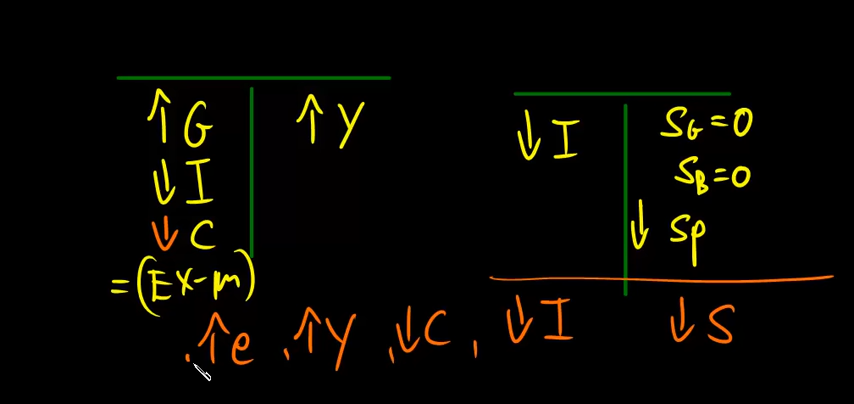 ↑G ↑Y
↓I
↓C
=(EX-m)
↓I SG=0
SB=0
↓Sp
.↑e .↑Y ,↓C, ↓I ↓S